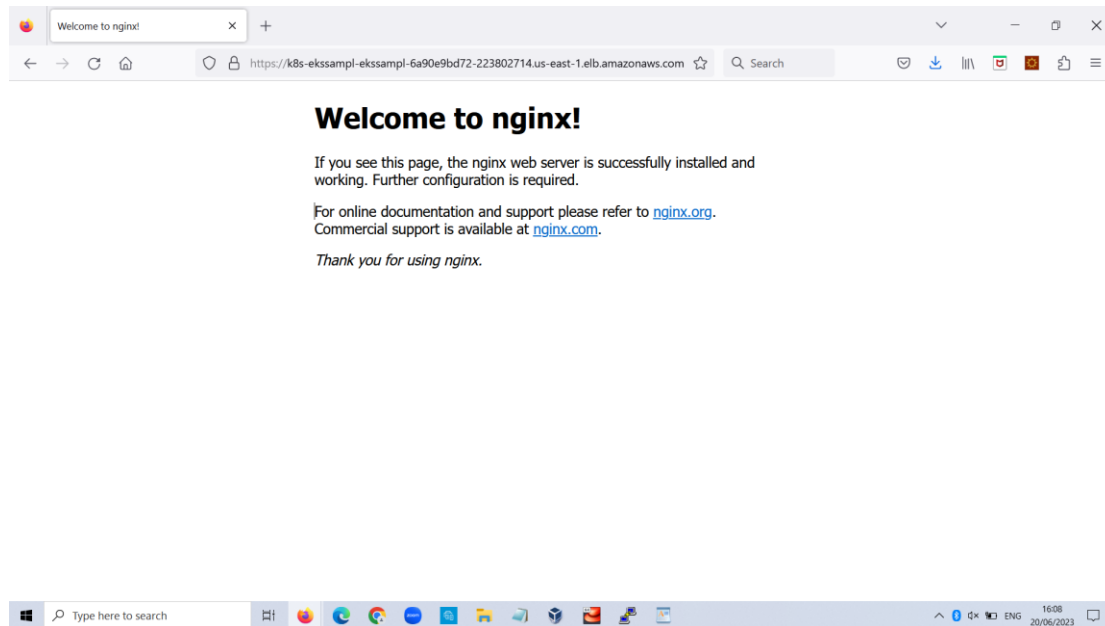 Welcome to nginx!
https://k8s-ekssampl-ekssampl-6a90e9bd72-223802714.us-east-1.elb.amazonaws.com
Search
Welcome to nginx!
If you see this page, the nginx web server is successfully installed and
working. Further configuration is required.
For online documentation and support please refer to nginx.org.
Commercial support is available at nginx.com.
Thank you for using nginx.
Type here to search
ENG
16:08
20/06/2023